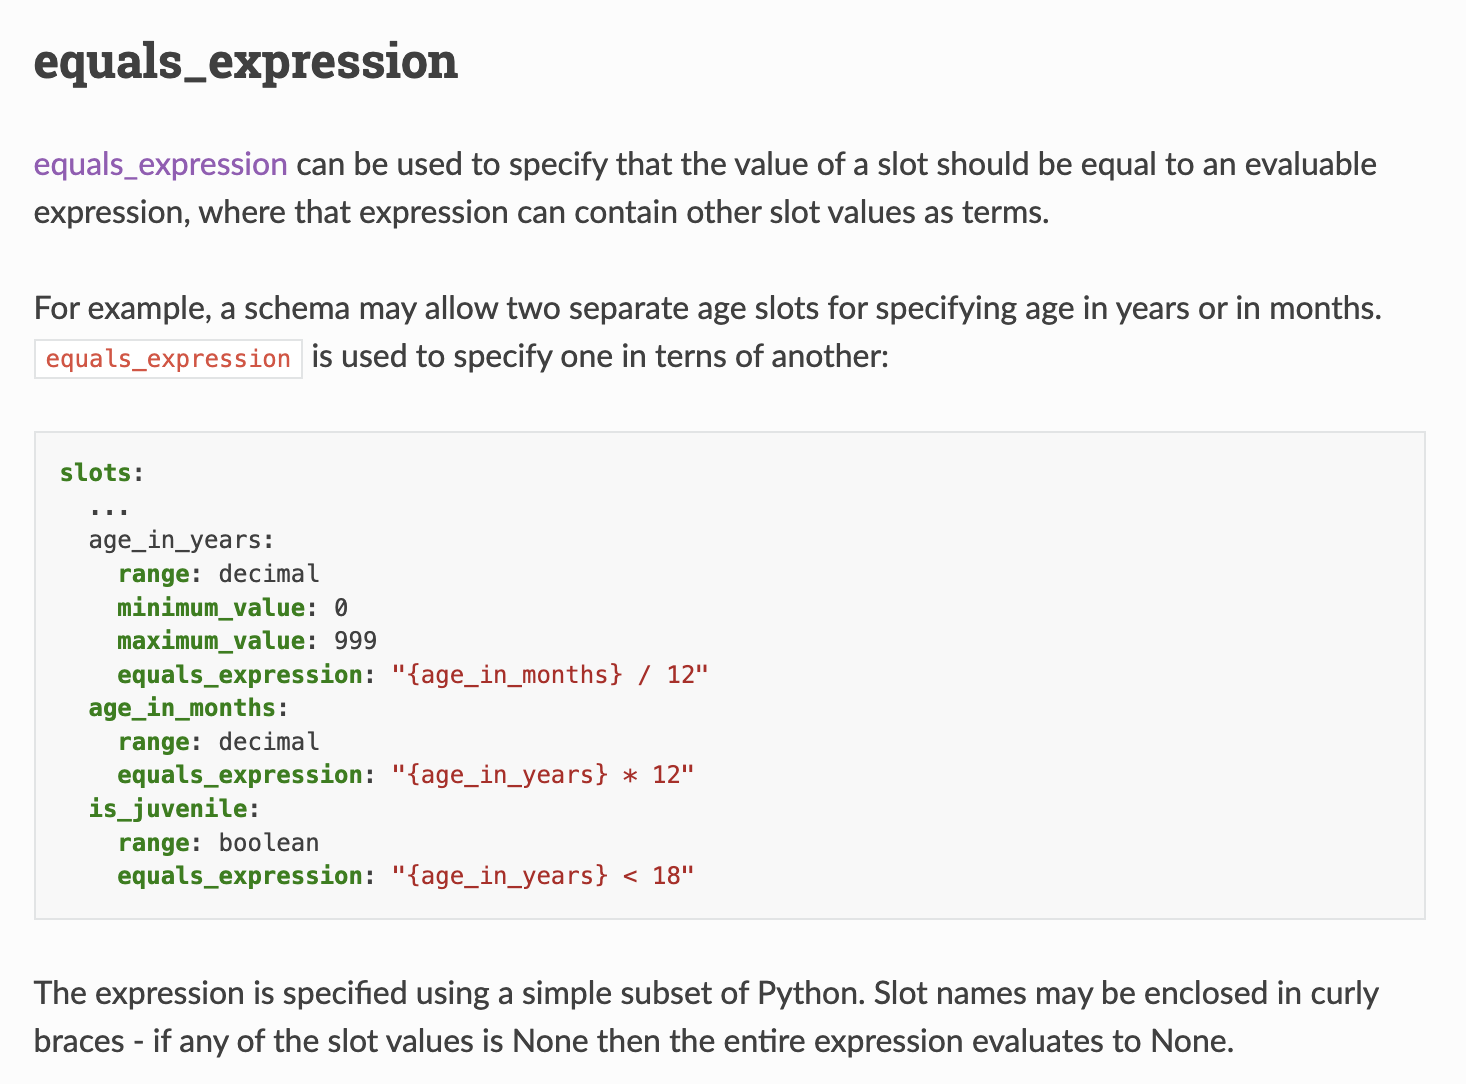 equals_expression
equals_expression can be used to specify that the value of a slot should be equal to an evaluable
expression, where that expression can contain other slot values as terms.
For example, a schema may allow two separate age slots for specifying age in years or in months.
equals_expression is used to specify one in terns of another:
slots:
  ...
  age_in_years:
    range: decimal
    minimum_value: 0
    maximum_value: 999
    equals_expression: "{age_in_months} / 12"
  age_in_months:
    range: decimal
    equals_expression: "{age_in_years} * 12"
  is_juvenile:
    range: boolean
    equals_expression: "{age_in_years} < 18"
The expression is specified using a simple subset of Python. Slot names may be enclosed in curly
braces - if any of the slot values is None then the entire expression evaluates to None.